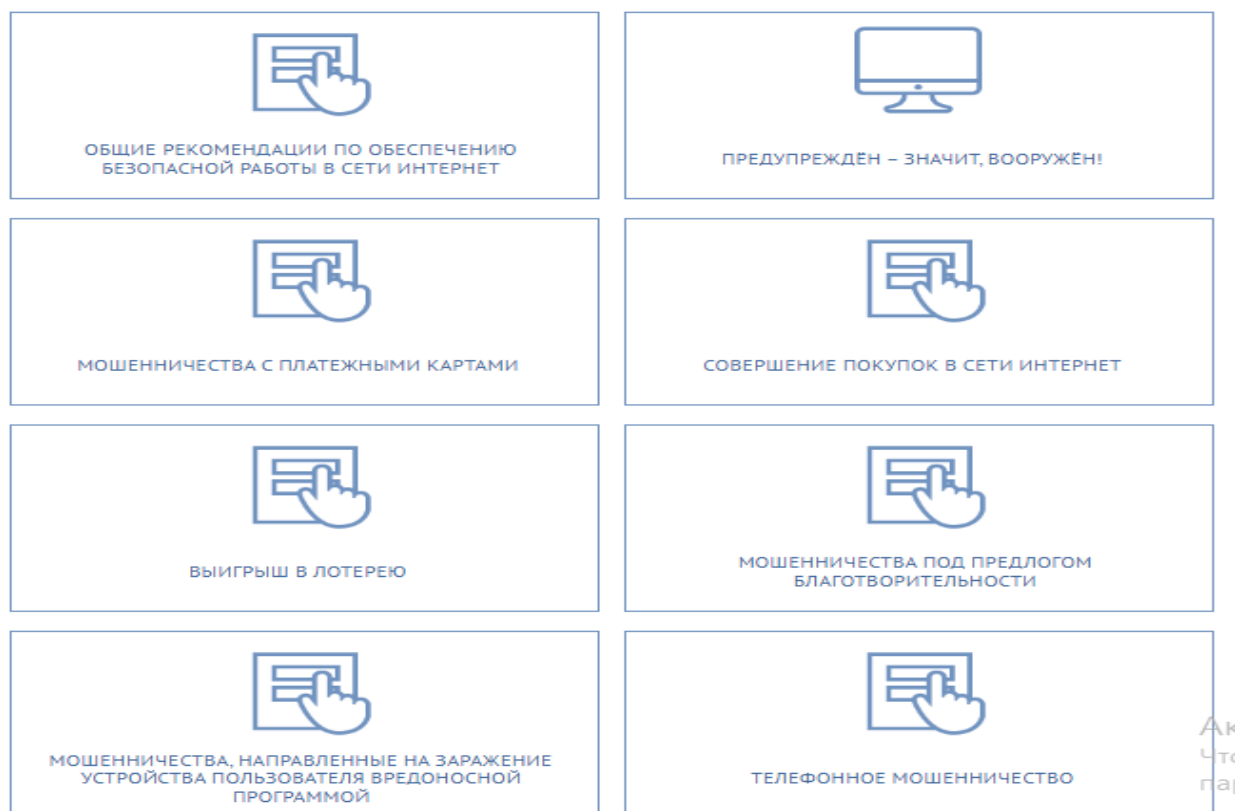 ОБЩИЕ РЕКОМЕНДАЦИИ ПО ОБЕСПЕЧЕНИЮ
БЕЗОПАСНОЙ РАБОТЫ В СЕТИ ИНТЕРНЕТ
ПРЕДУПРЕЖДЁН – ЗНАЧИТ, ВООРУЖЁН!
МОШЕННИЧЕСТВА С ПЛАТЕЖНЫМИ КАРТАМИ
СОВЕРШЕНИЕ ПОКУПОК В СЕТИ ИНТЕРНЕТ
ВЫИГРЫШ В ЛОТЕРЕЮ
МОШЕННИЧЕСТВА ПОД ПРЕДЛОГОМ
БЛАГОТВОРИТЕЛЬНОСТИ
МОШЕННИЧЕСТВА, НАПРАВЛЕННЫЕ НА ЗАРАЖЕНИЕ
УСТРОЙСТВА ПОЛЬЗОВАТЕЛЯ ВРЕДОНОСНОЙ
ПРОГРАММОЙ
ТЕЛЕФОННОЕ МОШЕННИЧЕСТВО